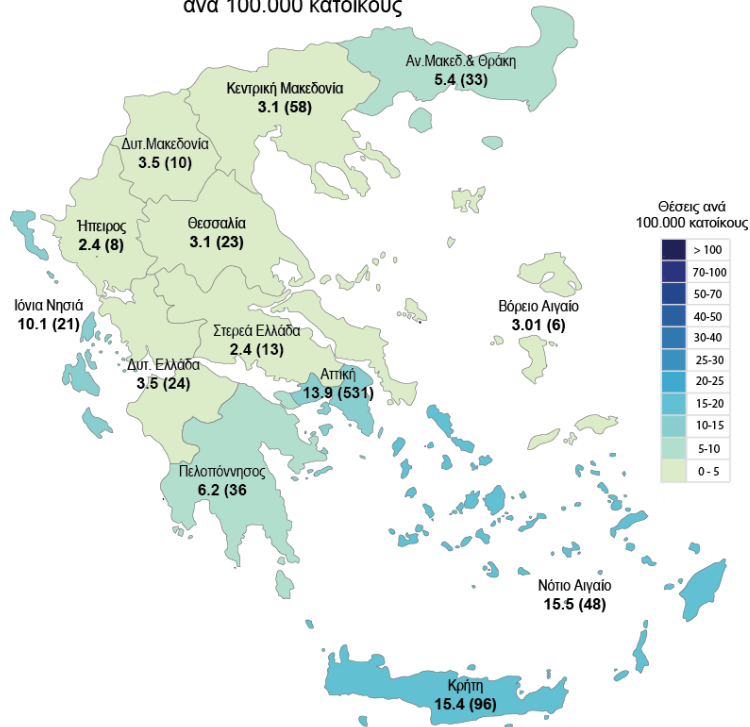 ανά 100.000 κατοίκους
Αν.Μακεδ.& Θράκη
5.4 (33)
Κεντρική Μακεδονία
3.1 (58)
Δυτ.Μακεδονία
3.5 (10)
Ήπειρος
2.4 (8)
Θεσσαλία
3.1 (23)
Θέσεις ανά
100.000 κατοίκους
> 100
70-100
50-70
40-50
30-40
25-30
20-25
15-20
10-15
5-10
0 - 5
Ιόνια Νησιά
10.1 (21)
Βόρειο Αιγαίο
3.01 (6)
Στερεά Ελλάδα
2.4 (13)
Δυτ. Ελλάδα
3.5 (24)
Αττική
13.9 (531)
Πελοπόννησος
6.2 (36
Νότιο Αιγαίο
15.5 (48)
Κρήτη
15.4 (96)